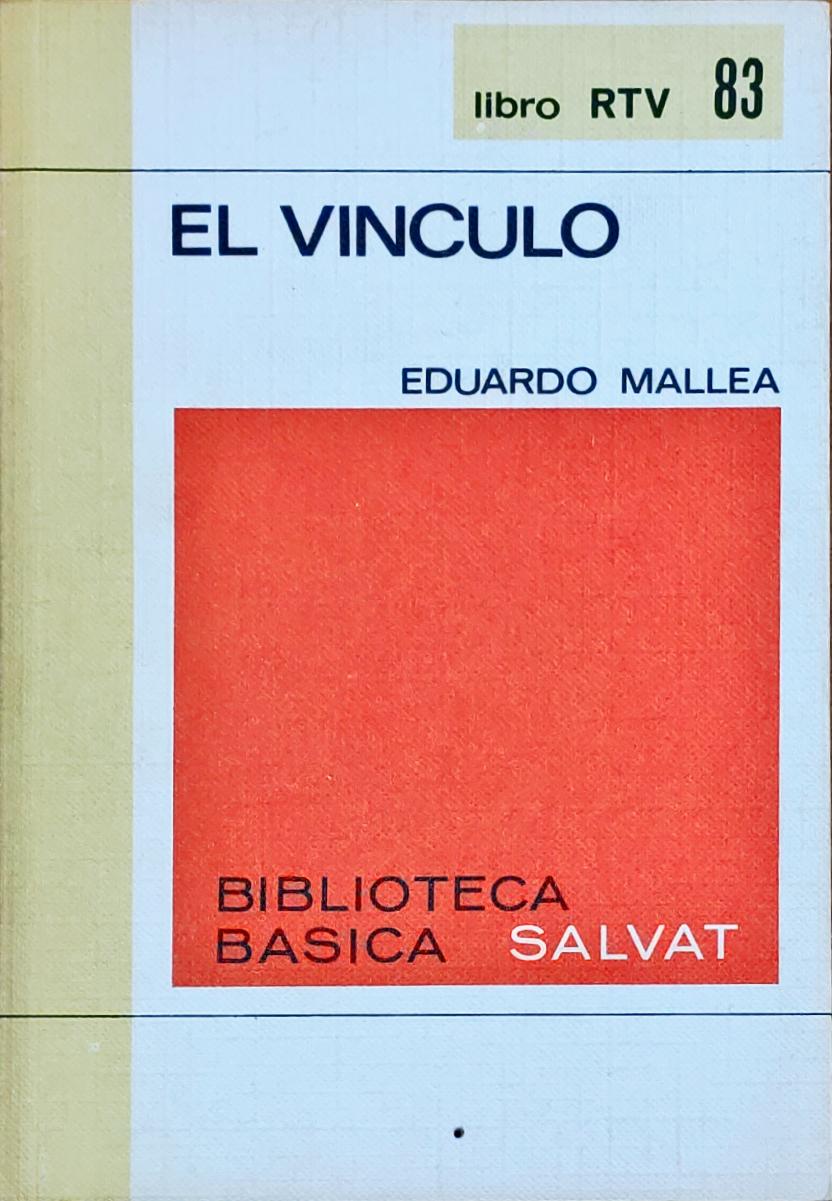 libro RTV 83
EL VINCULO
EDUARDO MALLEA
BIBLIOTECA
BASICA SALVAT